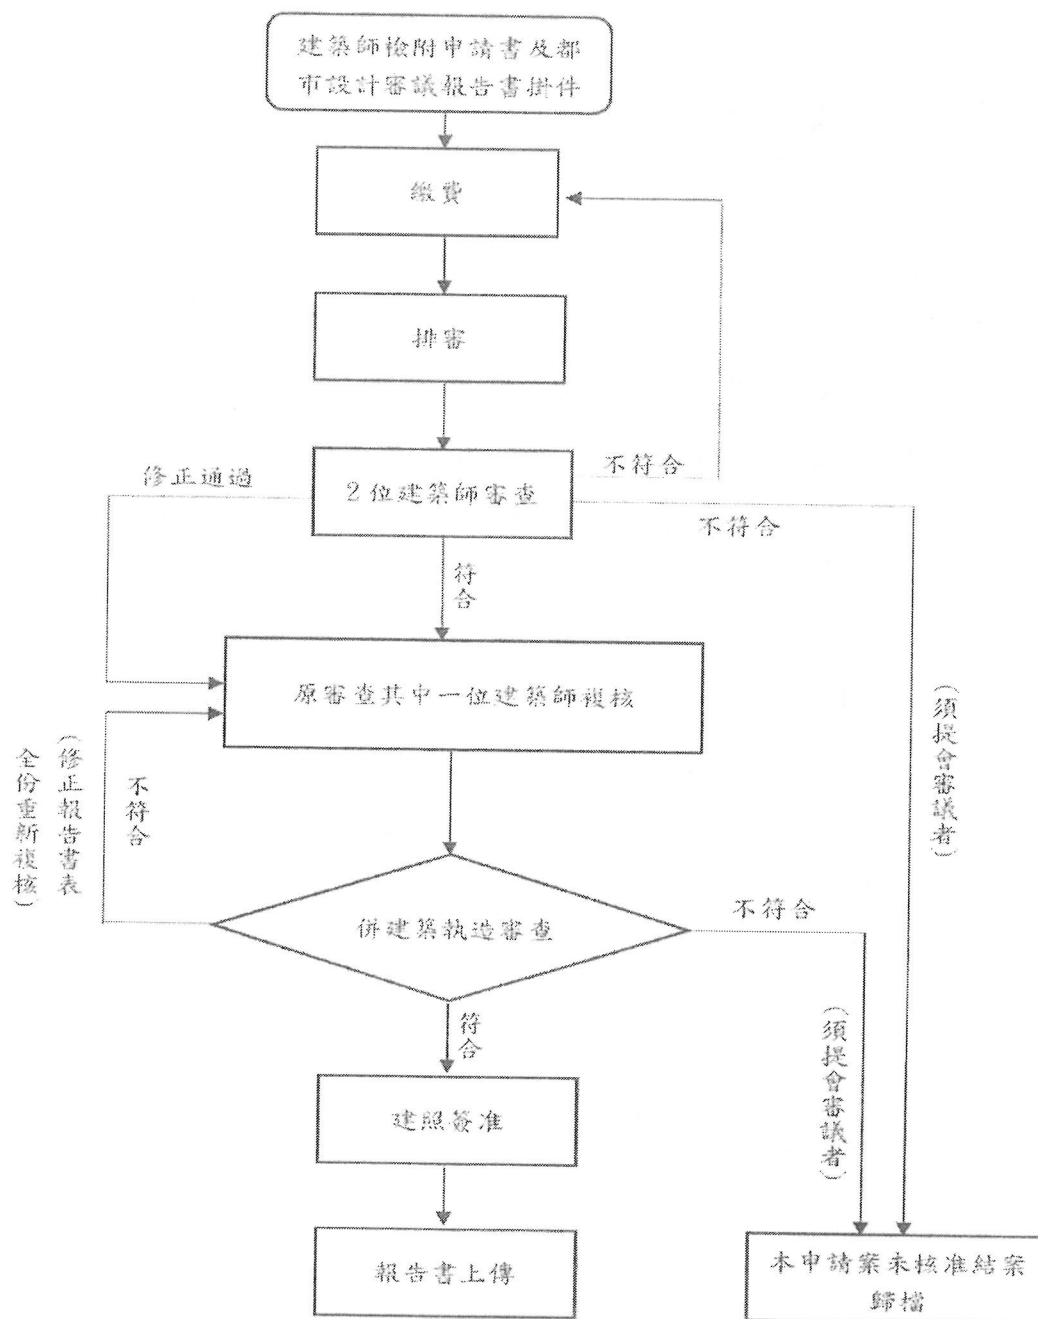 建築師檢附申請書及都
市設計審議報告書掛件
繳費
排審
修正通過
2位建築師審查
不符合
不符合
符合
原審查其中一位建築師複核
(修正報告書表
全份重新複核)
不符合
(須提會審議者)
併建築執造審查
不符合
符合
(須提會審議者)
建照簽准
報告書上傳
本申請案未核准結案
歸檔